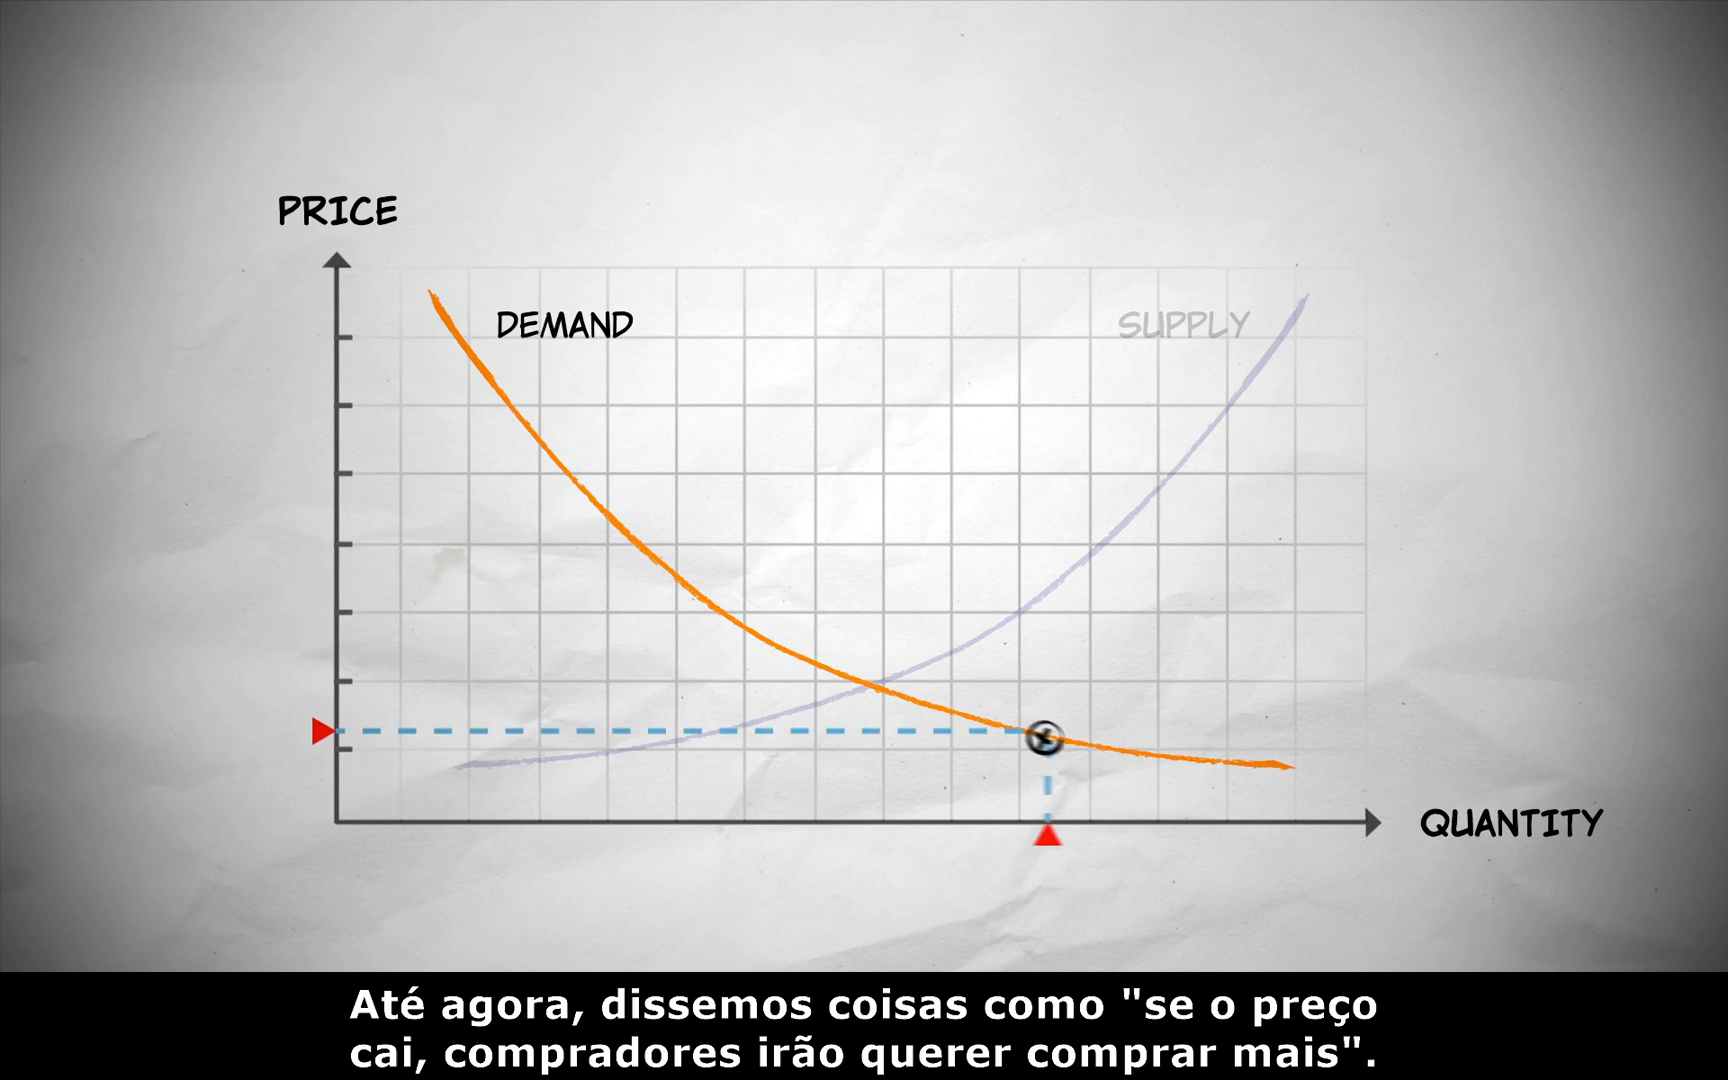 PRICE
DEMAND
SUPPLY
QUANTITY
Até agora, dissemos coisas como "se o preço
cai, compradores irão querer comprar mais".